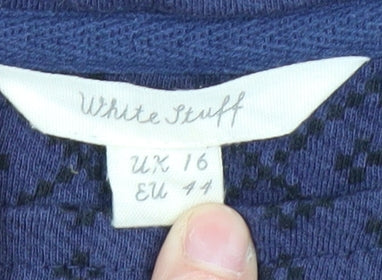 White Stuff
UK 16
EU 44